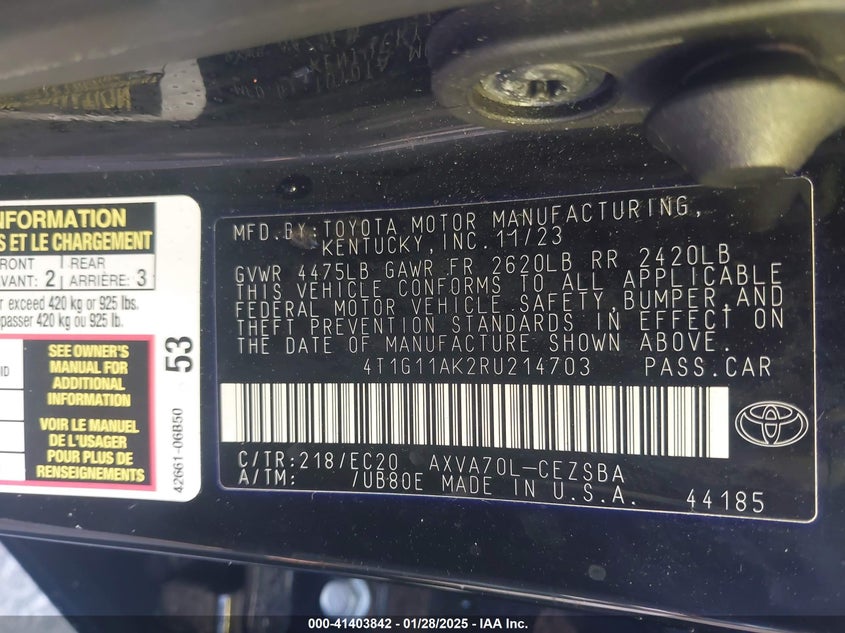 NFORMATION
S ET LE CHARGEMENT
FRONT
VANT: 2
REAR
ARRIÈRE: 3
r exceed 420 kg or 925 lbs.
passer 420 kg ou 925 lb.
SEE OWNER'S
MANUAL FOR
ADDITIONAL
INFORMATION
VOIR LE MANUEL
DE L'USAGER
POUR PLUS DE
RENSEIGNEMENTS
53
42661-06B50
MFD. BY: TOYOTA MOTOR MANUFACTURING,
KENTUCKY, INC. 11/23
GVWR 4475LB GAWR FR 2620LB RR 2420LB
THIS VEHICLE CONFORMS TO ALL APPLICABLE
FEDERAL MOTOR VEHICLE SAFETY, BUMPER, AND
THEFT PREVENTION STANDARDS IN EFFECT ON
THE DATE OF MANUFACTURE SHOWN ABOVE.
4T1G11AK2RU214703 PASS. CAR
C/TR: 218/EC20 AXVA70L-CEZSBA
A/TM: /UB80E MADE IN U.S.A. 44185
000-41403842 - 01/28/2025 - IAA Inc.